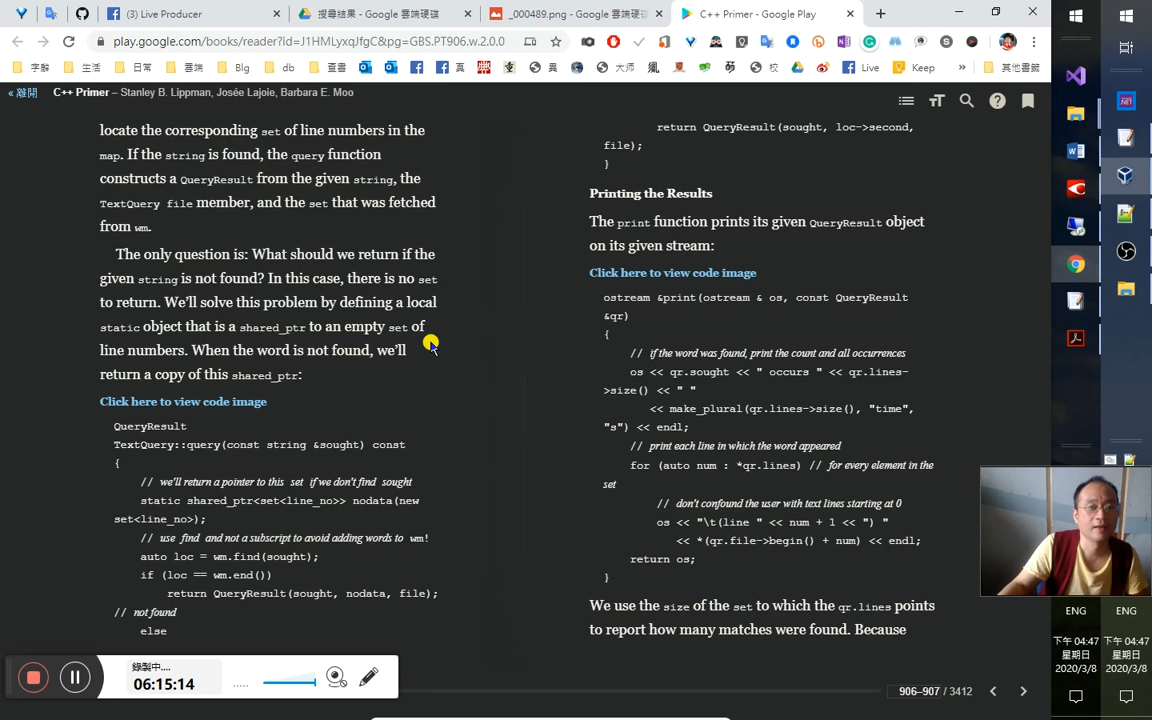 (3) Live Producer
搜尋結果 - Google 雲端硬碟
_000489.png - Google 雲端硬碟
C++ Primer - Google Play
play.google.com/books/reader?id=J1HMLyxqJfgC&pg=GBS.PT906.w.2.0.0
字辭
生活
日常
雲端
Blg
db
查書
真
異
大师
校
Live
Keep
»
其他書籤
« 離開
C++ Primer – Stanley B. Lippman, Josée Lajoie, Barbara E. Moo
locate the corresponding set of line numbers in the
map. If the string is found, the query function
constructs a QueryResult from the given string, the
TextQuery file member, and the set that was fetched
from wm.
The only question is: What should we return if the
given string is not found? In this case, there is no set
to return. We’ll solve this problem by defining a local
static object that is a shared_ptr to an empty set of
line numbers. When the word is not found, we’ll
return a copy of this shared_ptr:
Click here to view code image
QueryResult
TextQuery::query(const string &sought) const
{
// we'll return a pointer to this set if we don't find sought
static shared_ptr<set<line_no>> nodata(new
set<line_no>);
// use find and not a subscript to avoid adding words to wm!
auto loc = wm.find(sought);
if (loc == wm.end())
return QueryResult(sought, nodata, file);
// not found
else
return QueryResult(sought, loc->second,
file);
}
Printing the Results
The print function prints its given QueryResult object
on its given stream:
Click here to view code image
ostream &print(ostream & os, const QueryResult
&qr)
{
// if the word was found, print the count and all occurrences
os << qr.sought << " occurs " << qr.lines-
>size() << " "
<< make_plural(qr.lines->size(), "time",
"s") << endl;
// print each line in which the word appeared
for (auto num : *qr.lines) // for every element in the
set
// don't confound the user with text lines starting at 0
os << "\t(line " << num + 1 << ") "
<< *(qr.file->begin() + num) << endl;
return os;
}
We use the size of the set to which the qr.lines points
to report how many matches were found. Because
906–907 / 3412
錄製中....
06:15:14
.....
ENG
下午 04:47
星期日
2020/3/8
ENG
下午 04:47
星期日
2020/3/8